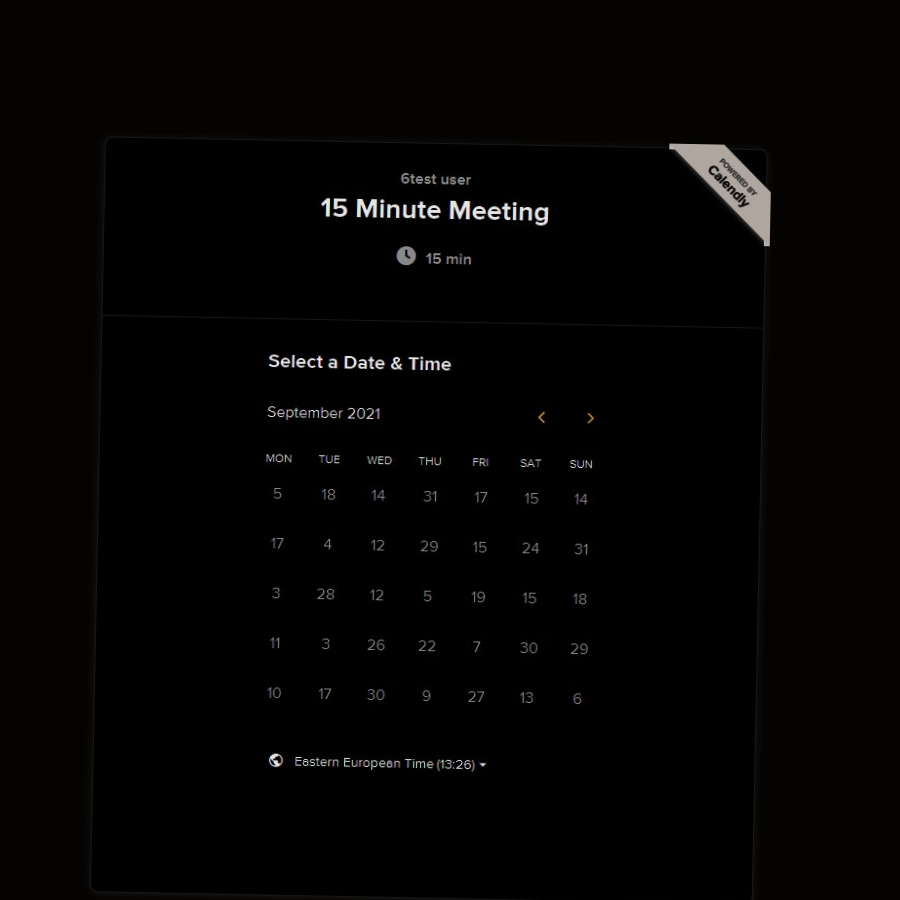 POWERED BY
Calendly
6test user
15 Minute Meeting
15 min
Select a Date & Time
September 2021
MON TUE WED THU FRI SAT SUN
5 18 14 31 17 15 14
17 4 12 29 15 24 31
3 28 12 5 19 15 18
11 3 26 22 7 30 29
10 17 30 9 27 13 6
Eastern European Time (13:26)